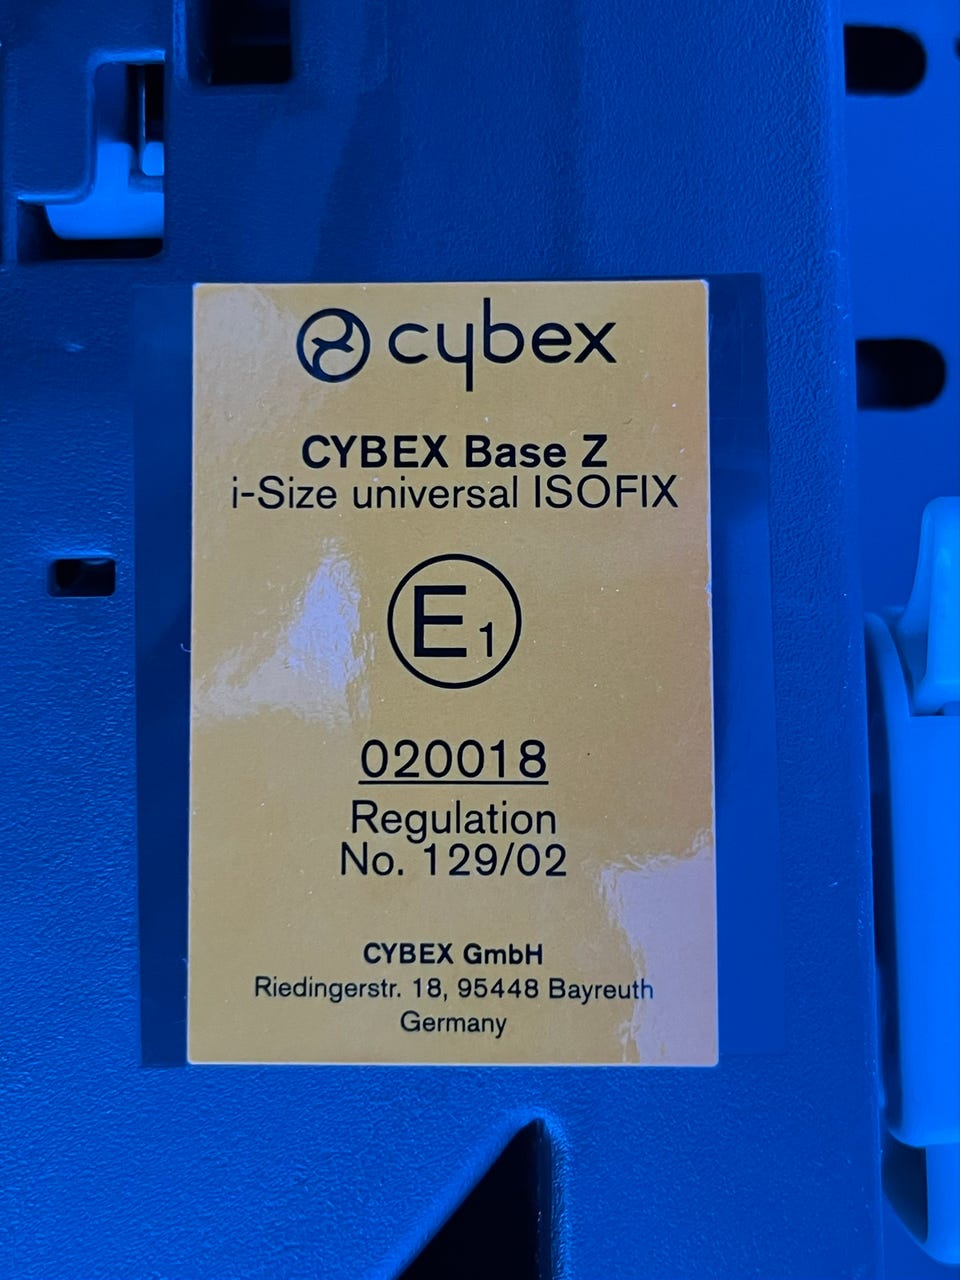 cybex
CYBEX Base Z
i-Size universal ISOFIX
E1
020018
Regulation
No. 129/02
CYBEX GmbH
Riedingerstr. 18, 95448 Bayreuth
Germany